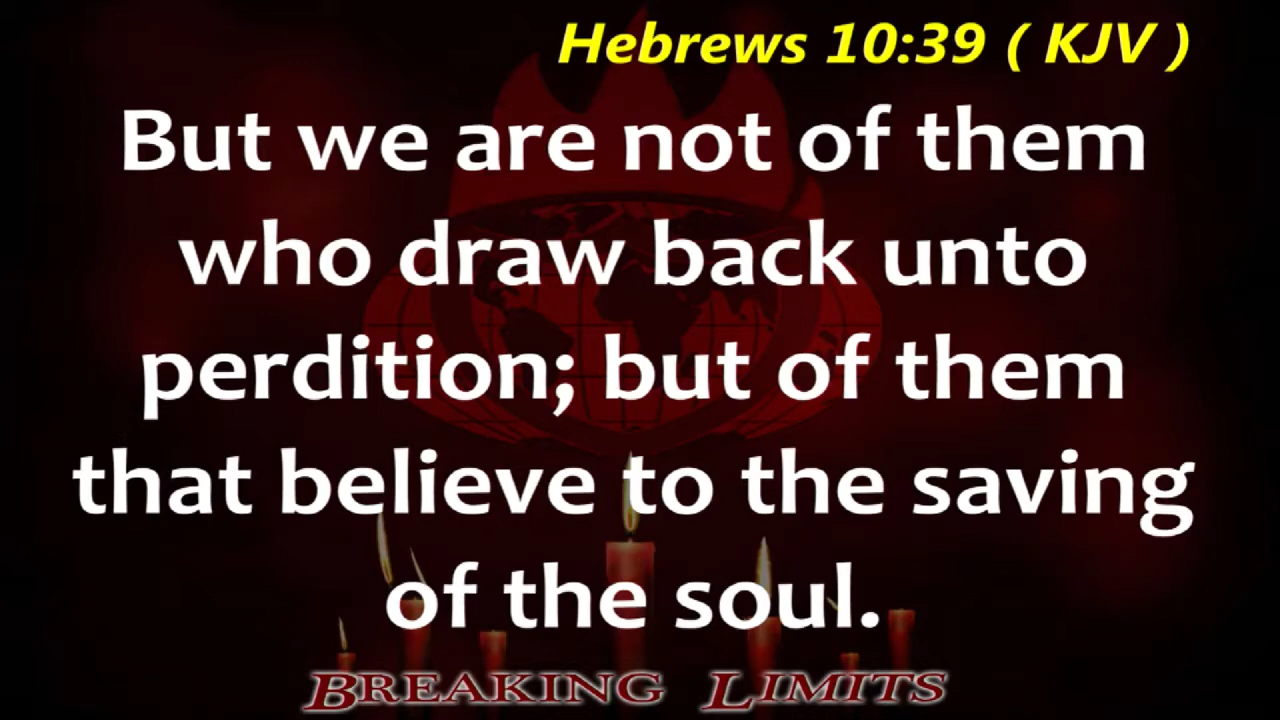 Hebrews 10:39 ( KJV )
But we are not of them
who draw back unto
perdition; but of them
that believe to the saving
of the soul.
BREAKING LIMITS